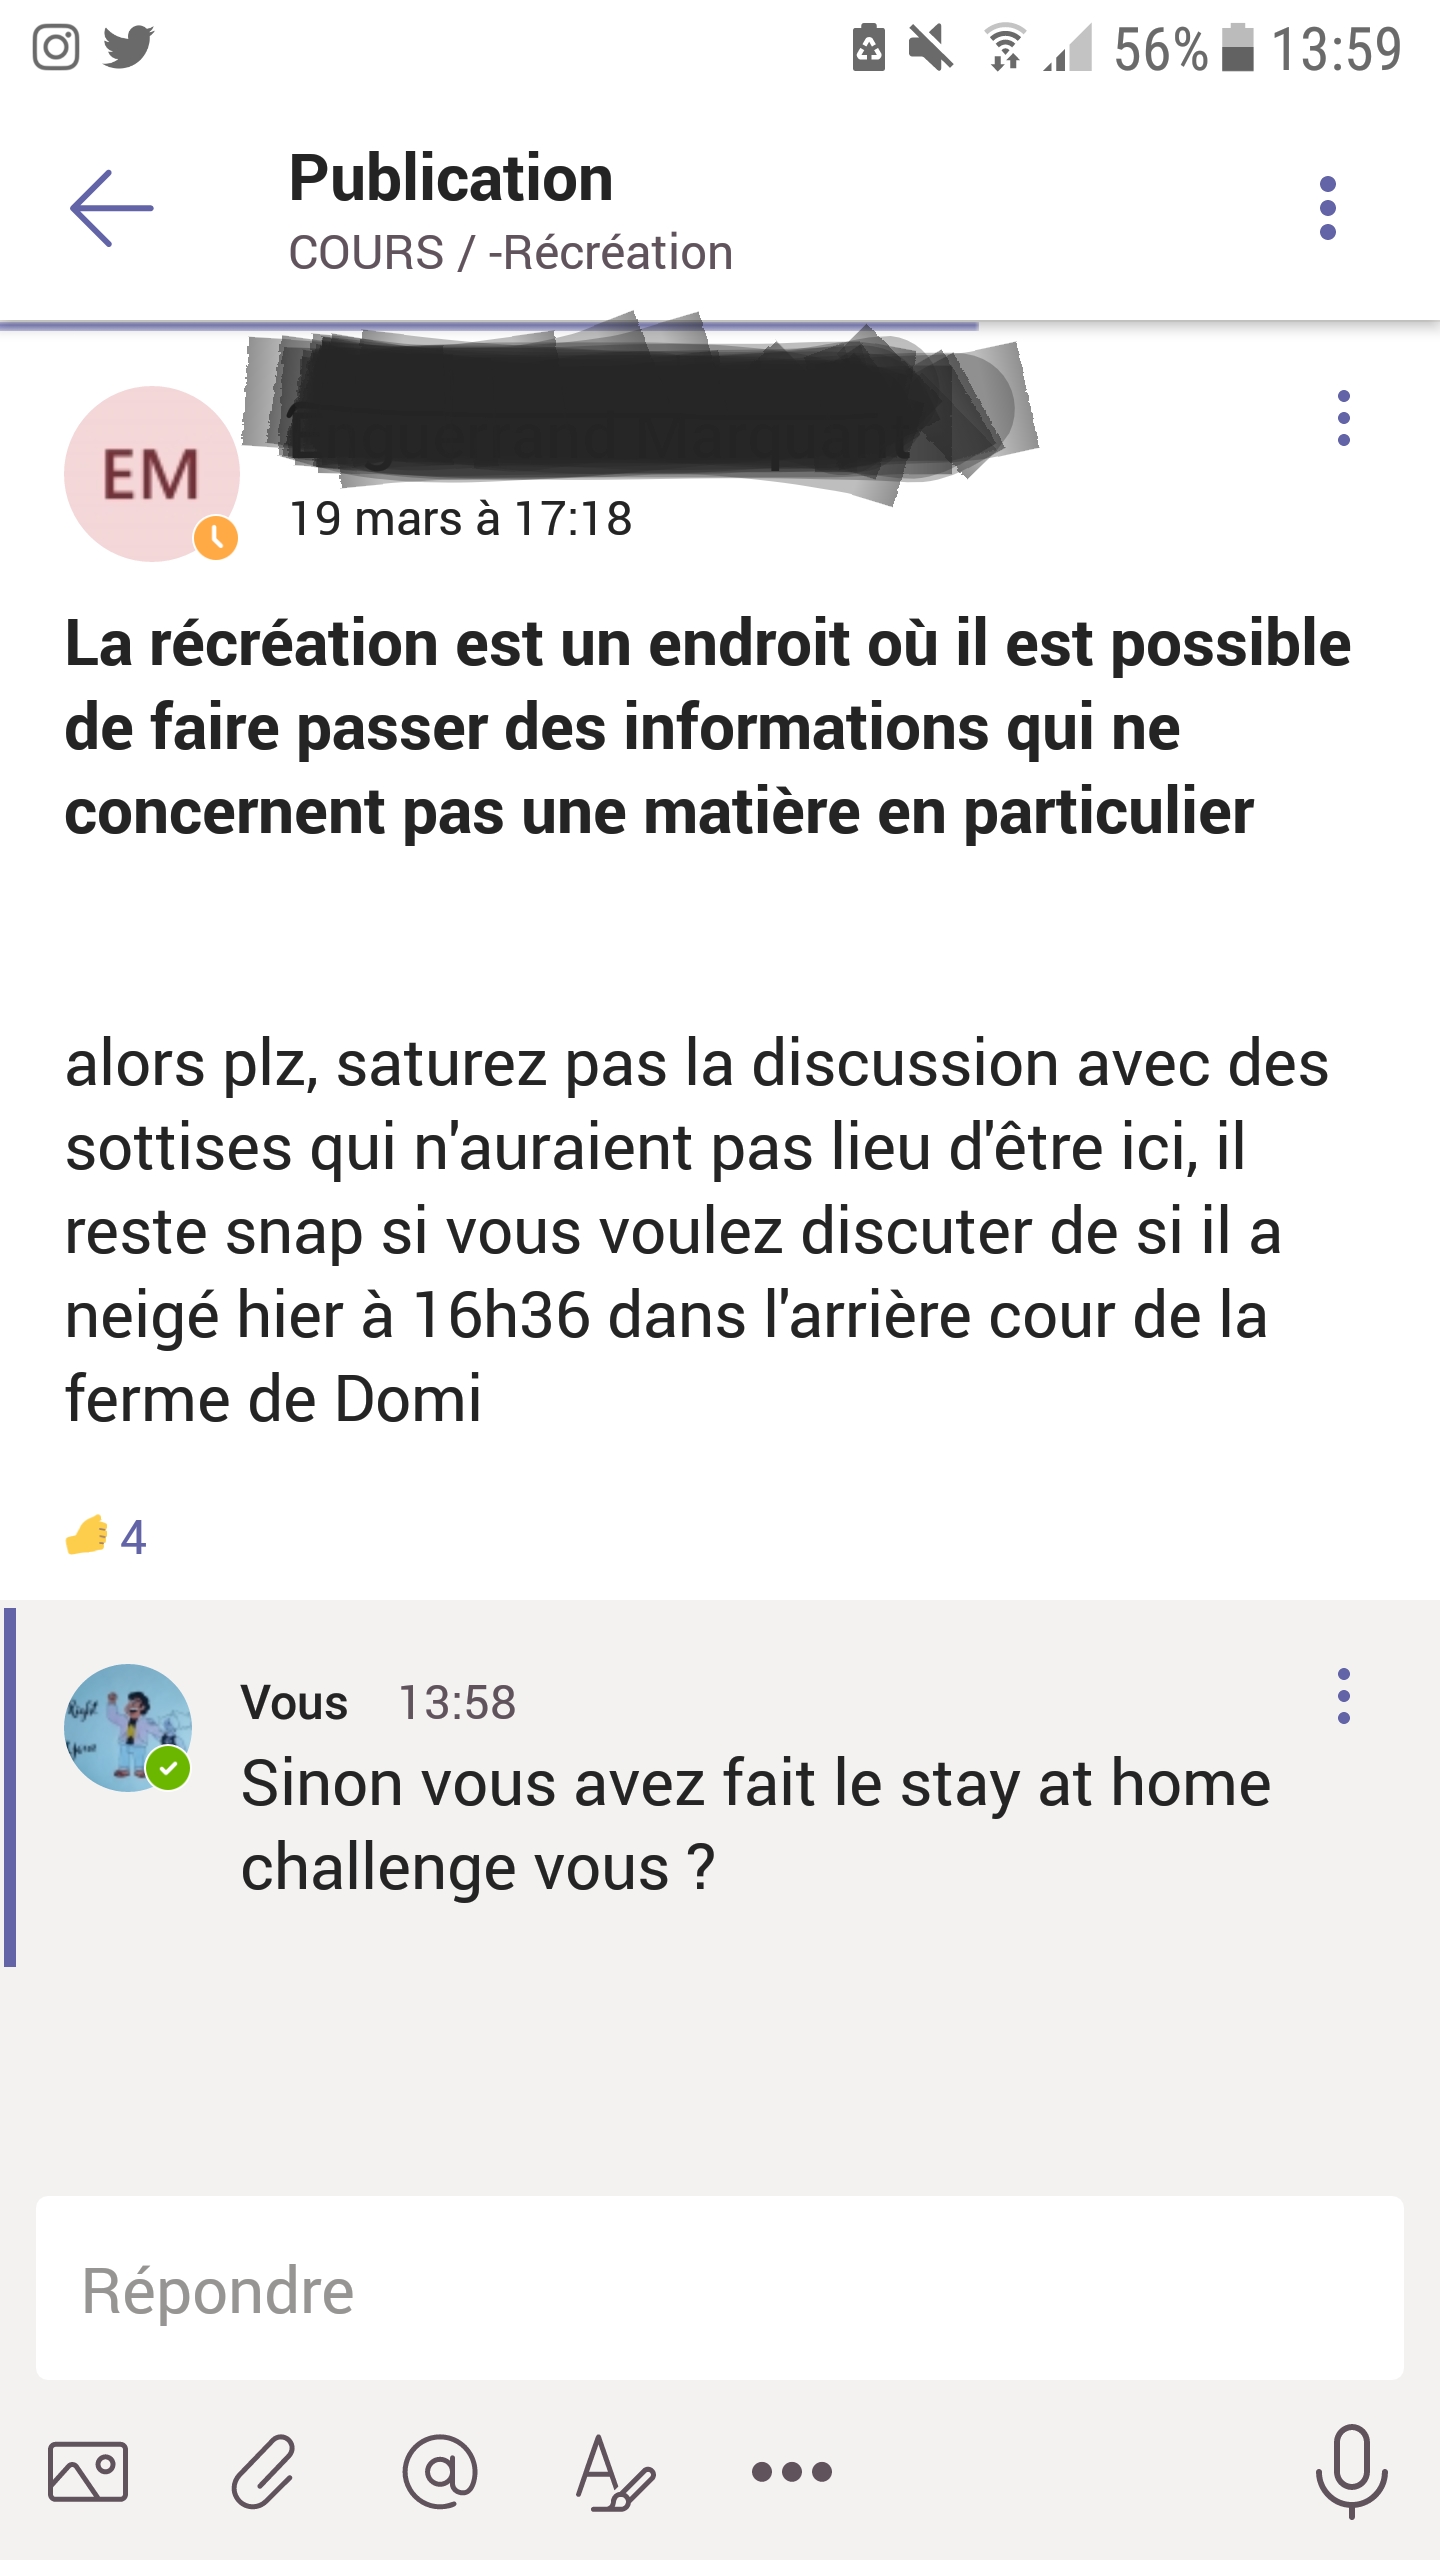 56% 13:59
Publication
COURS / -Récréation
EM
19 mars à 17:18
La récréation est un endroit où il est possible
de faire passer des informations qui ne
concernent pas une matière en particulier
alors plz, saturez pas la discussion avec des
sottises qui n'auraient pas lieu d'être ici, il
reste snap si vous voulez discuter de si il a
neigé hier à 16h36 dans l'arrière cour de la
ferme de Domi
4
Right
Vous 13:58
Sinon vous avez fait le stay at home
challenge vous ?
Répondre